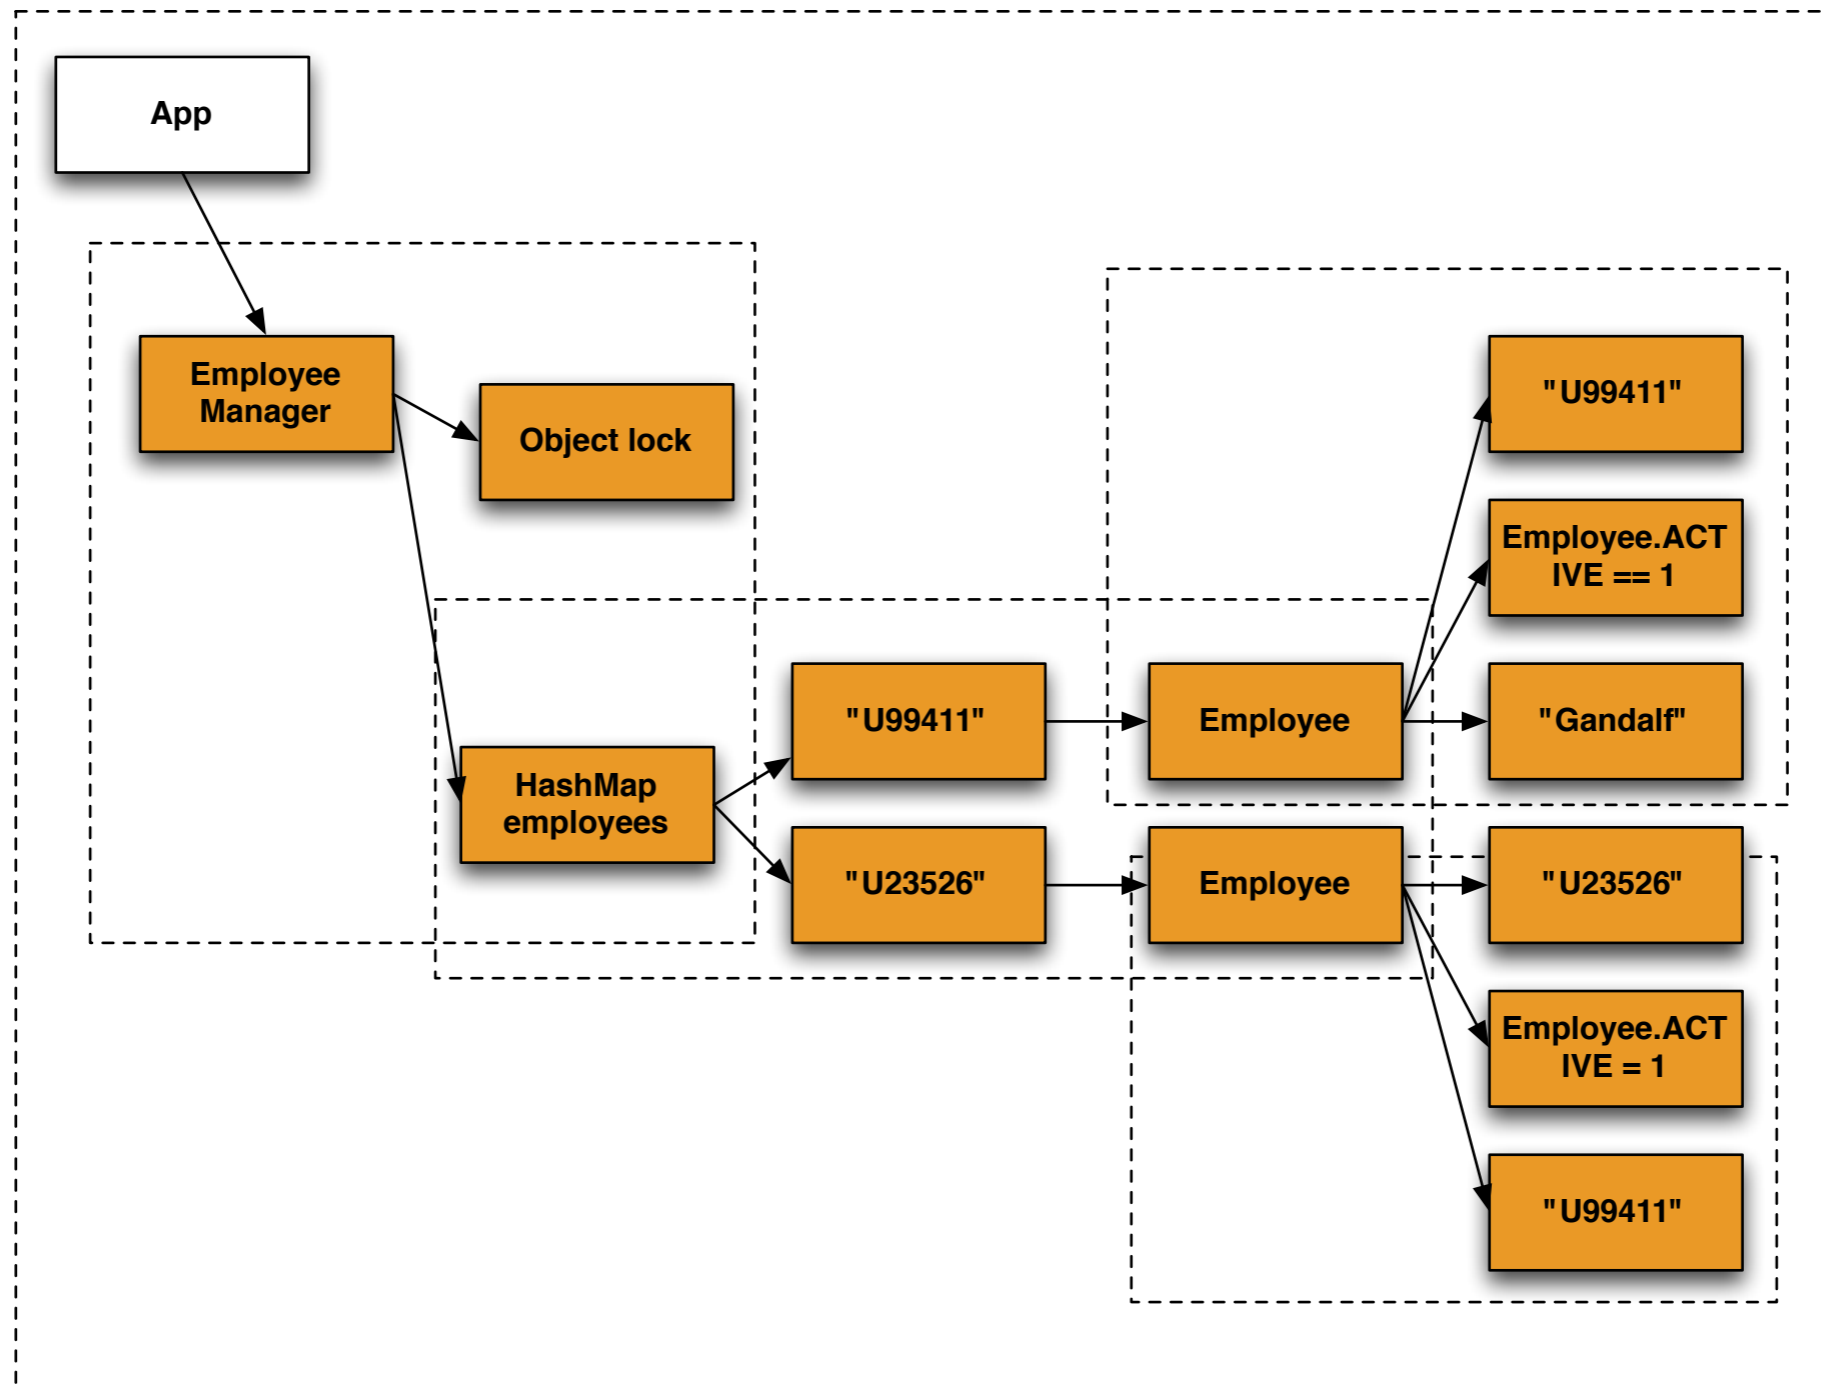 App
Employee
Manager
Object lock
HashMap
employees
"U99411"
"U23526"
Employee
Employee
"U99411"
Employee.ACT
IVE == 1
"Gandalf"
"U23526"
Employee.ACT
IVE = 1
"U99411"